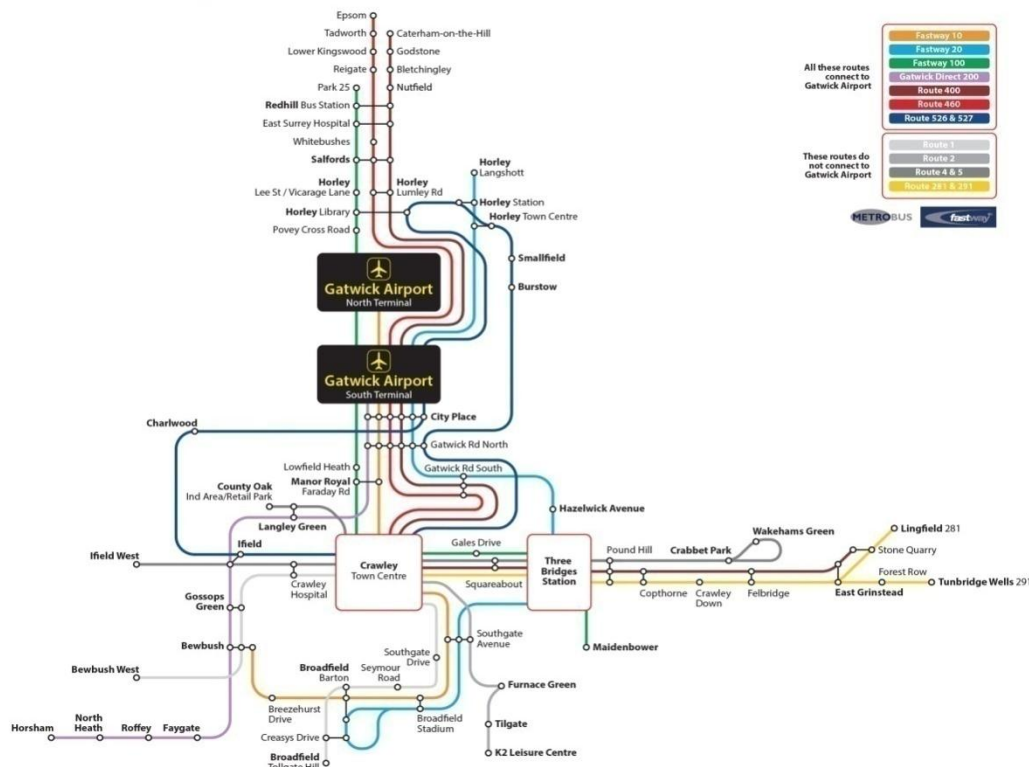 Epsom
Tadworth
Caterham-on-the-Hill
Lower Kingswood
Godstone
Reigate
Bletchingley
Park 25
Nutfield
Redhill Bus Station
East Surrey Hospital
Whitebushes
Salfords
Horley
Langshott
Horley
Lee St / Vicarage Lane
Horley
Lumley Rd
Horley Station
Horley Library
Horley Town Centre
Povey Cross Road
Smallfield
Burstow
Gatwick Airport
North Terminal
Gatwick Airport
South Terminal
All these routes
connect to
Gatwick Airport
Fastway 10
Fastway 20
Fastway 100
Gatwick Direct 200
Route 400
Route 460
Route 526 & 527
These routes do
not connect to
Gatwick Airport
Route 1
Route 2
Route 4 & 5
Route 281 & 291
METROBUS
fastway
Charlwood
City Place
Gatwick Rd North
Lowfield Heath
Gatwick Rd South
Manor Royal
Faraday Rd
County Oak
Ind Area/Retail Park
Langley Green
Hazelwick Avenue
Ifield West
Ifield
Crawley
Town Centre
Gales Drive
Squareabout
Three
Bridges
Station
Pound Hill
Crabbet Park
Wakehams Green
Lingfield 281
Stone Quarry
Forest Row
Tunbridge Wells 291
Copthorne
Crawley
Down
Felbridge
East Grinstead
Crawley
Hospital
Gossops
Green
Bewbush
Bewbush West
Southgate
Avenue
Southgate
Drive
Maidenbower
Broadfield
Barton
Seymour
Road
Furnace Green
Breezehurst
Drive
Broadfield
Stadium
Tilgate
Horsham
North
Heath
Roffey
Faygate
Creasys Drive
K2 Leisure Centre
Broadfield
Tollgate Hill